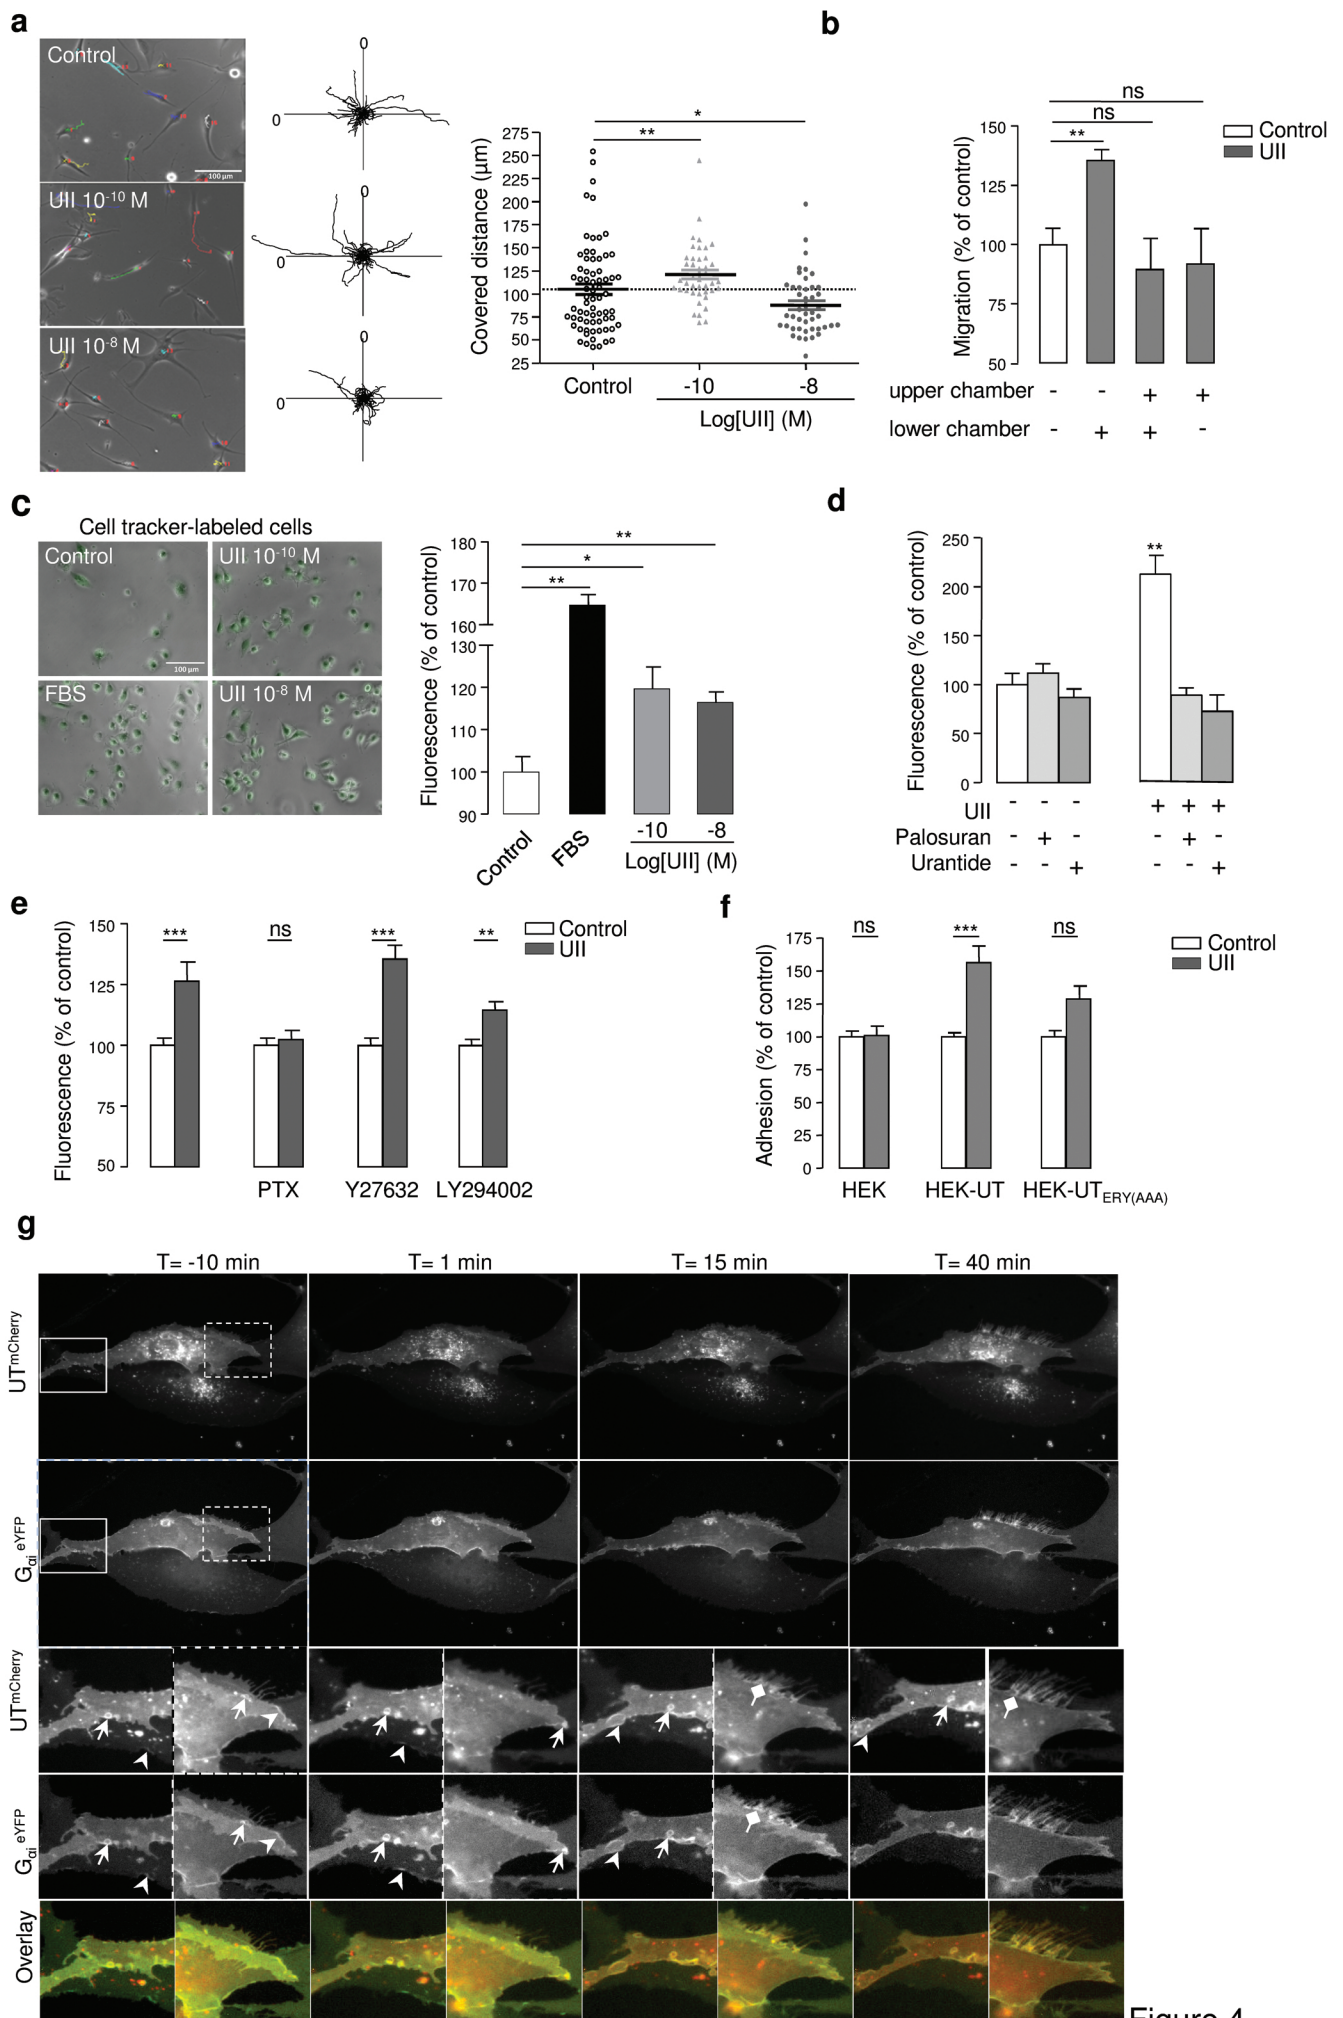 a
Control
100 µm
UII 10-10 M
UII 10-8 M
0
0
0
0
0
0
Covered distance (µm)
275
250
225
200
175
150
125
100
75
50
25
*
**
Control
-10
-8
Log[UII] (M)
b
Migration (% of control)
150
125
100
75
50
ns
ns
**
Control
UII
upper chamber - - + +
lower chamber - + + -
c
Cell tracker-labeled cells
Control
UII 10-10 M
100 µm
FBS
UII 10-8 M
Fluorescence (% of control)
180
170
160
130
120
110
100
90
**
*
**
Control
FBS
-10
-8
Log[UII] (M)
d
Fluorescence (% of control)
250
200
150
100
50
0
**
UII - - - + + +
Palosuran - + - - + -
Urantide - - + - - +
e
Fluorescence (% of control)
150
125
100
75
50
***
ns
***
**
Control
UII
PTX
Y27632
LY294002
f
Adhesion (% of control)
175
150
125
100
75
50
25
0
ns
***
ns
Control
UII
HEK
HEK-UT
HEK-UTERY(AAA)
g
T= -10 min
T= 1 min
T= 15 min
T= 40 min
UTmCherry
Gαi eYFP
UTmCherry
Gαi eYFP
Overlay
Figure 4